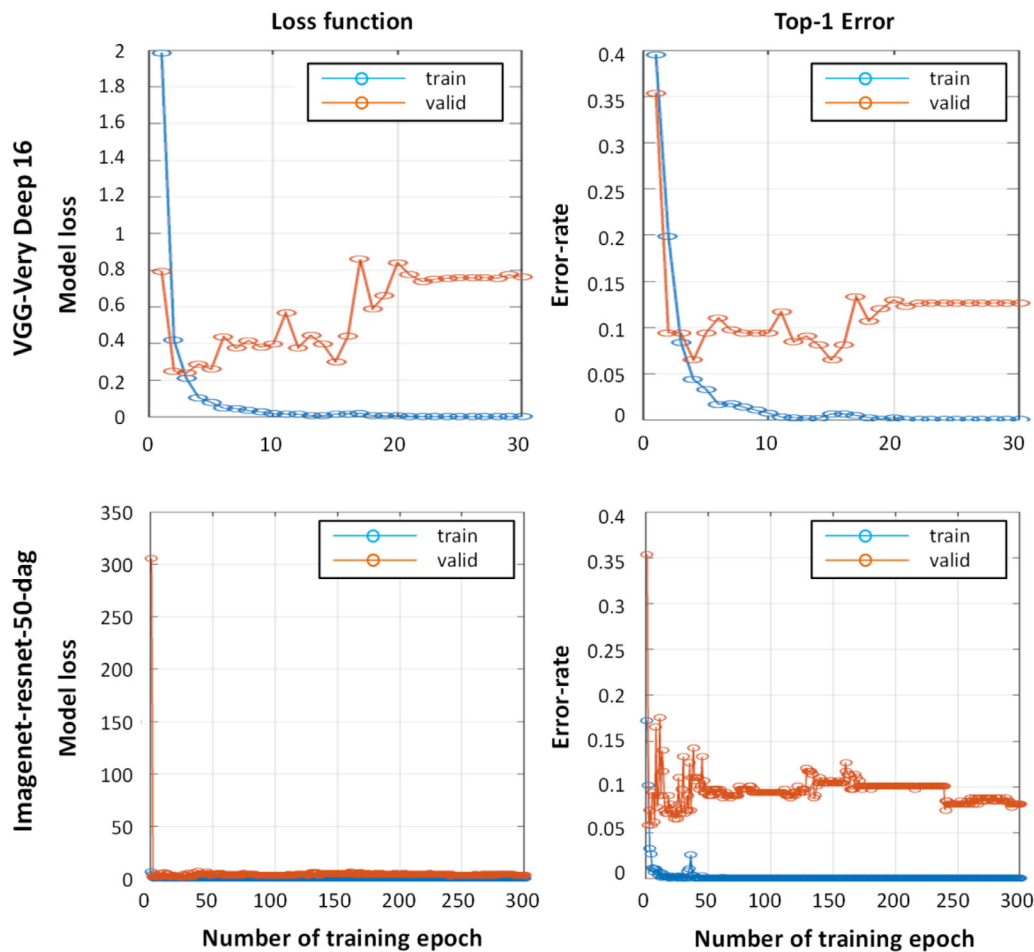 Loss function
Top-1 Error
VGG-Very Deep 16
Model loss
2
1.8
1.6
1.4
1.2
1
0.8
0.6
0.4
0.2
0
0 10 20 30
train
valid
Error-rate
0.4
0.35
0.3
0.25
0.2
0.15
0.1
0.05
0
0 10 20 30
train
valid
Imagenet-resnet-50-dag
Model loss
350
300
250
200
150
100
50
0
0 50 100 150 200 250 300
train
valid
Number of training epoch
Error-rate
0.4
0.35
0.3
0.25
0.2
0.15
0.1
0.05
0
0 50 100 150 200 250 300
train
valid
Number of training epoch